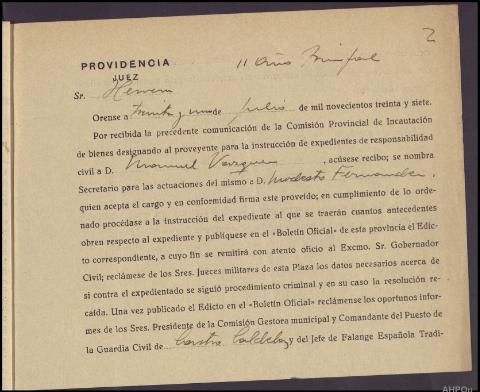 2
11 Año Triunfal
PROVIDENCIA
JUEZ
Sr. Herrera
Orense a treinta y uno de Julio de mil novecientos treinta y siete.
Por recibida la precedente comunicación de la Comisión Provincial de Incautación
de bienes designando al proveyente para la instrucción de expedientes de responsabilidad
civil a D. Manuel Vazquez , acúsese recibo; se nombra
Secretario para las actuaciones del mismo a D. Modesto Fernandez
quien acepta el cargo y en conformidad firma este proveido; en cumplimiento de lo orde-
nado procédase a la instrucción del expediente al que se traerán cuantos antecedentes
obren respecto al expediente y publíquese en el «Boletin Oficial» de esta provincia el Edic-
to correspondiente, a cuyo fin se remitirá con atento oficio al Excmo. Sr. Gobernador
Civil; reclámese de los Sres. Jueces militares de esta Plaza los datos necesarios acerca de
si contra el expedientado se siguió procedimiento criminal y en su caso la resolución re-
caída. Una vez publicado el Edicto en el «Boletin Oficial» reclámense los oportunos infor-
mes de los Sres. Presidente de la Comisión Gestora municipal y Comandante del Puesto de
la Guardia Civil de Castro Caldelas y del Jefe de Falange Española Tradi-
AHPOu